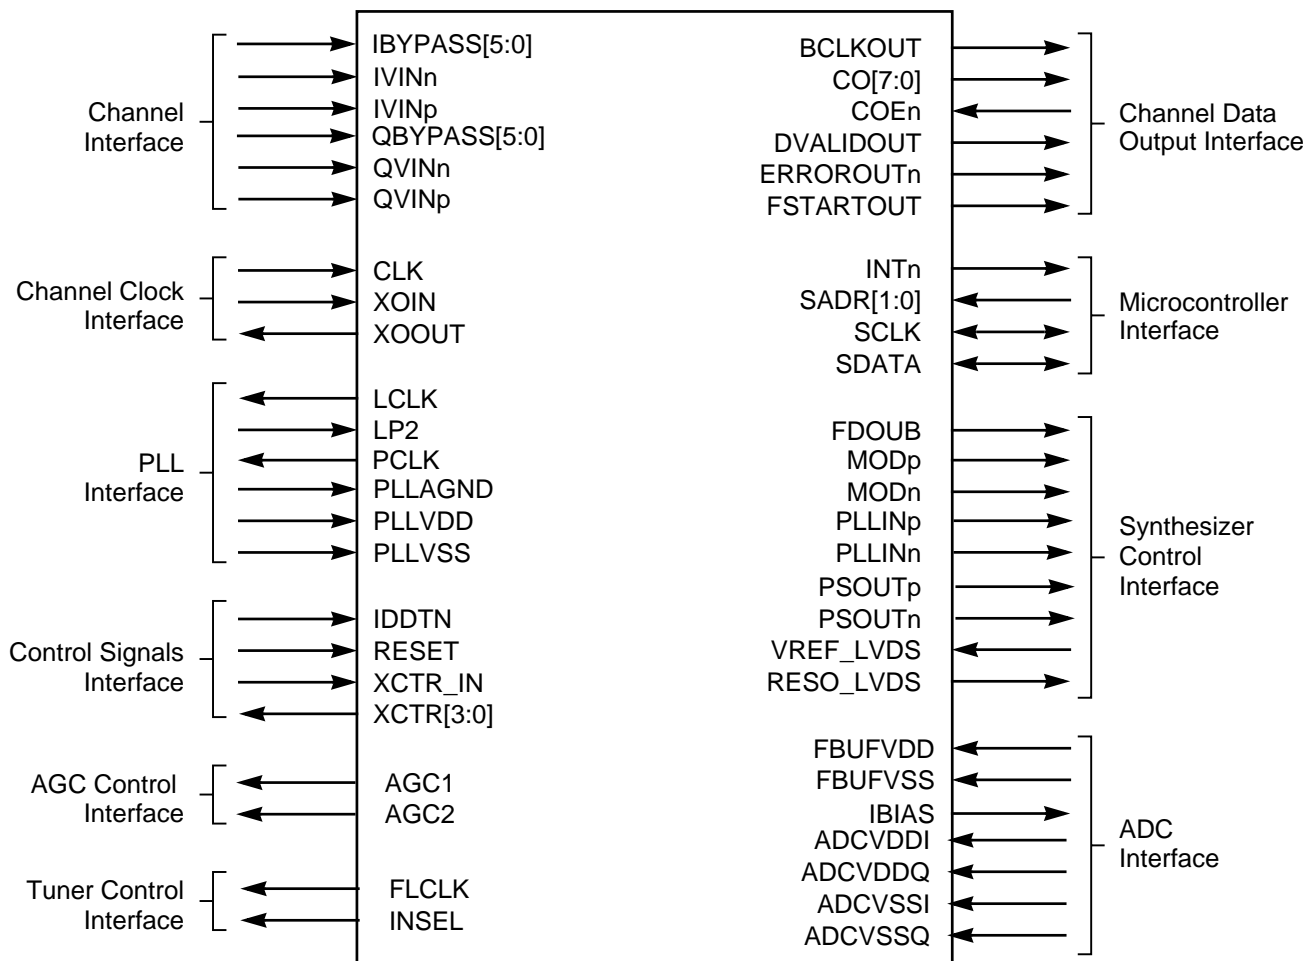 Channel
Interface
IBYPASS[5:0]
IVINn
IVINp
QBYPASS[5:0]
QVINn
QVINp
Channel Clock
Interface
CLK
XOIN
XOOUT
PLL
Interface
LCLK
LP2
PCLK
PLLAGND
PLLVDD
PLLVSS
Control Signals
Interface
IDDTN
RESET
XCTR_IN
XCTR[3:0]
AGC Control
Interface
AGC1
AGC2
Tuner Control
Interface
FLCLK
INSEL
BCLKOUT
CO[7:0]
COEn
DVALIDOUT
ERROROUTn
FSTARTOUT
Channel Data
Output Interface
INTn
SADR[1:0]
SCLK
SDATA
Microcontroller
Interface
FDOUB
MODp
MODn
PLLINp
PLLINn
PSOUTp
PSOUTn
VREF_LVDS
RESO_LVDS
Synthesizer
Control
Interface
FBUFVDD
FBUFVSS
IBIAS
ADCVDDI
ADCVDDQ
ADCVSSI
ADCVSSQ
ADC
Interface